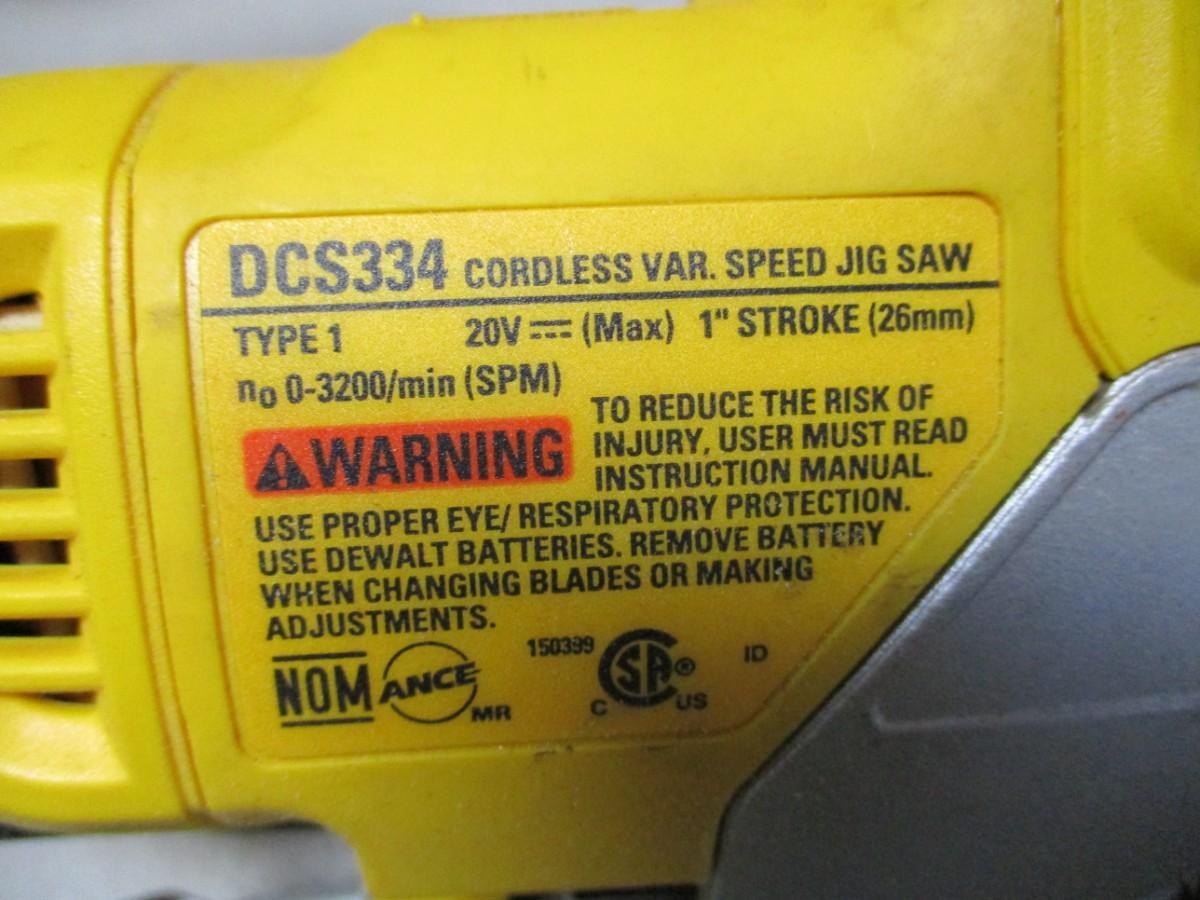 DCS334 CORDLESS VAR. SPEED JIG SAW
TYPE 1 20V ⎓ (Max) 1" STROKE (26mm)
n₀ 0-3200/min (SPM)
WARNING
TO REDUCE THE RISK OF
INJURY, USER MUST READ
INSTRUCTION MANUAL.
USE PROPER EYE/ RESPIRATORY PROTECTION.
USE DEWALT BATTERIES. REMOVE BATTERY
WHEN CHANGING BLADES OR MAKING
ADJUSTMENTS.
NOM ANCE MR
150399 C SA® US ID